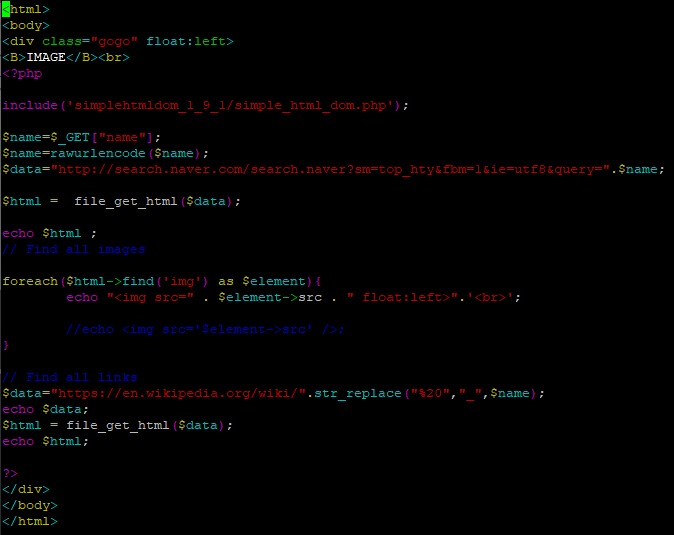 <html>
<body>
<div class="gogo" float:left>
<B>IMAGE</B><br>
<?php
include('simplehtmldom_1_9_1/simple_html_dom.php');
$name=$_GET["name"];
$name=rawurlencode($name);
$data="http://search.naver.com/search.naver?sm=top_hty&fbm=1&ie=utf8&query=".$name;
$html =  file_get_html($data);
echo $html ;
// Find all images
foreach($html->find('img') as $element){
        echo "<img src=" . $element->src . " float:left>".'<br>';
        //echo <img src='$element->src' />;
}
// Find all links
$data="https://en.wikipedia.org/wiki/".str_replace("%20","_",$name);
echo $data;
$html = file_get_html($data);
echo $html;
?>
</div>
</body>
</html>